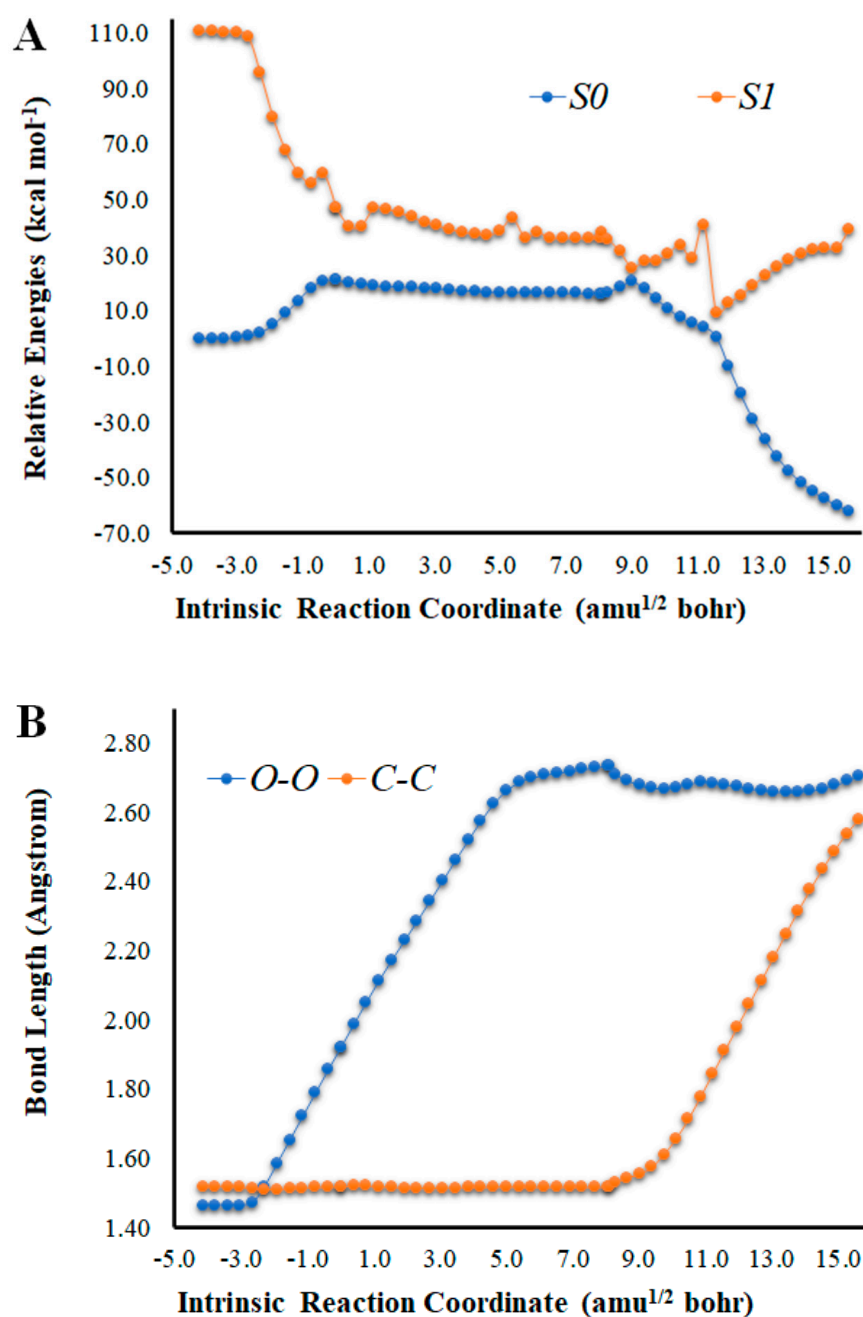 A
110.0
90.0
70.0
50.0
30.0
10.0
-10.0
-30.0
-50.0
-70.0
Relative Energies (kcal mol-1)
S0 S1
-5.0 -3.0 -1.0 1.0 3.0 5.0 7.0 9.0 11.0 13.0 15.0
Intrinsic Reaction Coordinate (amu1/2 bohr)
B
2.80
2.60
2.40
2.20
2.00
1.80
1.60
1.40
Bond Length (Angstrom)
O-O C-C
-5.0 -3.0 -1.0 1.0 3.0 5.0 7.0 9.0 11.0 13.0 15.0
Intrinsic Reaction Coordinate (amu1/2 bohr)